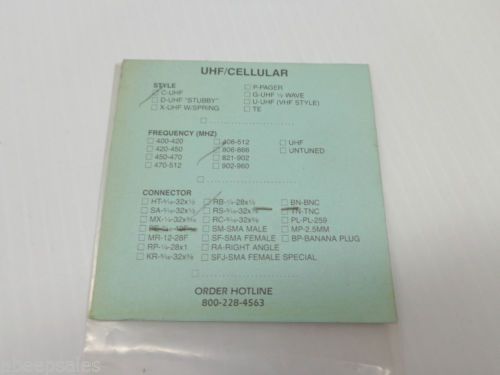 UHF/CELLULAR
STYLE
□ C-UHF
□ D-UHF "STUBBY"
□ X-UHF W/SPRING
□ P-PAGER
□ G-UHF ½ WAVE
□ U-UHF (VHF STYLE)
□ TE
FREQUENCY (MHZ)
□ 400-420
□ 420-450
□ 450-470
□ 470-512
□ 406-512
□ 806-866
□ 821-902
□ 902-960
□ UHF
□ UNTUNED
CONNECTOR
□ MR-12-28F
□ RP-¼-28x1
□ SM-SMA MALE
□ SF-SMA FEMALE
□ RA-RIGHT ANGLE
□ SFJ-SMA FEMALE SPECIAL
□ BN-BNC
□ TN-TNC
□ PL-PL-259
□ MP-2.5MM
□ BP-BANANA PLUG
ORDER HOTLINE
800-228-4563
nbeepsales